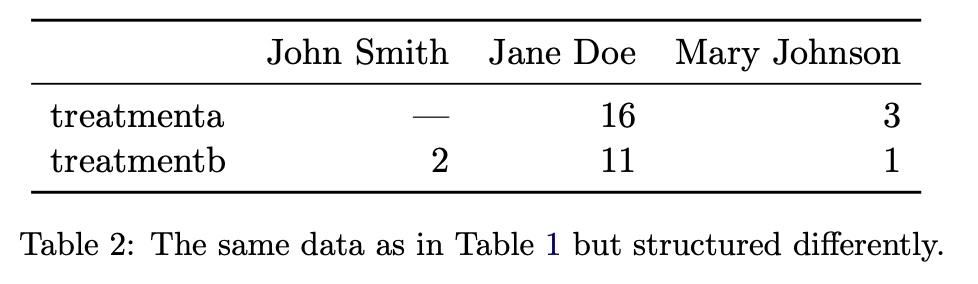 John Smith Jane Doe Mary Johnson
treatmenta — 16 3
treatmentb 2 11 1
Table 2: The same data as in Table 1 but structured differently.